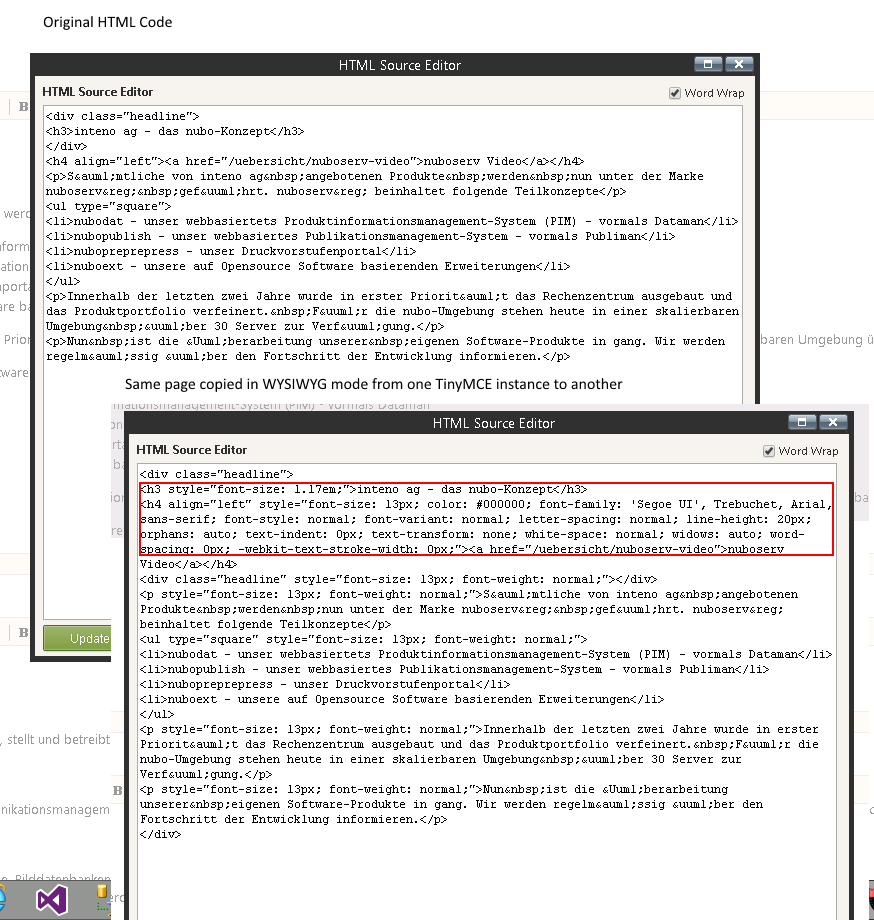 Original HTML Code
HTML Source Editor
HTML Source Editor
Word Wrap
<div class="headline">
<h3>inteno ag - das nubo-Konzept</h3>
</div>
<h4 align="left"><a href="/uebersicht/nuboserv-video">nuboserv Video</a></h4>
<p>S&auml;mtliche von inteno ag&nbsp;angebotenen Produkte&nbsp;werden&nbsp;nun unter der Marke
nuboserv&reg;&nbsp;gef&uuml;hrt. nuboserv&reg; beinhaltet folgende Teilkonzepte</p>
<ul type="square">
<li>nubodat - unser webbasiertets Produktinformationsmanagement-System (PIM) - vormals Dataman</li>
<li>nubopublish - unser webbasiertes Publikationsmanagement-System - vormals Publiman</li>
<li>nuboprepress - unser Druckvorstufenportal</li>
<li>nuboext - unsere auf Opensource Software basierenden Erweiterungen</li>
</ul>
<p>Innerhalb der letzten zwei Jahre wurde in erster Priorit&auml;t das Rechenzentrum ausgebaut und
das Produktportfolio verfeinert.&nbsp;F&uuml;r die nubo-Umgebung stehen heute in einer skalierbaren
Umgebung&nbsp;&uuml;ber 30 Server zur Verf&uuml;gung.</p>
<p>Nun&nbsp;ist die &Uuml;berarbeitung unserer&nbsp;eigenen Software-Produkte in gang. Wir werden
regelm&auml;ssig &uuml;ber den Fortschritt der Entwicklung informieren.</p>
baren Umgebung ü
Same page copied in WYSIWYG mode from one TinyMCE instance to another
HTML Source Editor
HTML Source Editor
Word Wrap
<div class="headline">
<h3 style="font-size: 1.17em;">inteno ag - das nubo-Konzept</h3>
<h4 align="left" style="font-size: 13px; color: #000000; font-family: 'Segoe UI', Trebuchet, Arial,
sans-serif; font-style: normal; font-variant: normal; letter-spacing: normal; line-height: 20px;
orphans: auto; text-indent: 0px; text-transform: none; white-space: normal; widows: auto; word-
spacing: 0px; -webkit-text-stroke-width: 0px;"><a href="/uebersicht/nuboserv-video">nuboserv
Video</a></h4>
<div class="headline" style="font-size: 13px; font-weight: normal;"></div>
<p style="font-size: 13px; font-weight: normal;">S&auml;mtliche von inteno ag&nbsp;angebotenen
Produkte&nbsp;werden&nbsp;nun unter der Marke nuboserv&reg;&nbsp;gef&uuml;hrt. nuboserv&reg;
beinhaltet folgende Teilkonzepte</p>
<ul type="square" style="font-size: 13px; font-weight: normal;">
<li>nubodat - unser webbasiertets Produktinformationsmanagement-System (PIM) - vormals Dataman</li>
<li>nubopublish - unser webbasiertes Publikationsmanagement-System - vormals Publiman</li>
<li>nuboprepress - unser Druckvorstufenportal</li>
<li>nuboext - unsere auf Opensource Software basierenden Erweiterungen</li>
</ul>
<p style="font-size: 13px; font-weight: normal;">Innerhalb der letzten zwei Jahre wurde in erster
Priorit&auml;t das Rechenzentrum ausgebaut und das Produktportfolio verfeinert.&nbsp;F&uuml;r die
nubo-Umgebung stehen heute in einer skalierbaren Umgebung&nbsp;&uuml;ber 30 Server zur
Verf&uuml;gung.</p>
<p style="font-size: 13px; font-weight: normal;">Nun&nbsp;ist die &Uuml;berarbeitung
unserer&nbsp;eigenen Software-Produkte in gang. Wir werden regelm&auml;ssig &uuml;ber den
Fortschritt der Entwicklung informieren.</p>
</div>
Update
, stellt und betreibt
nikationsmanagem